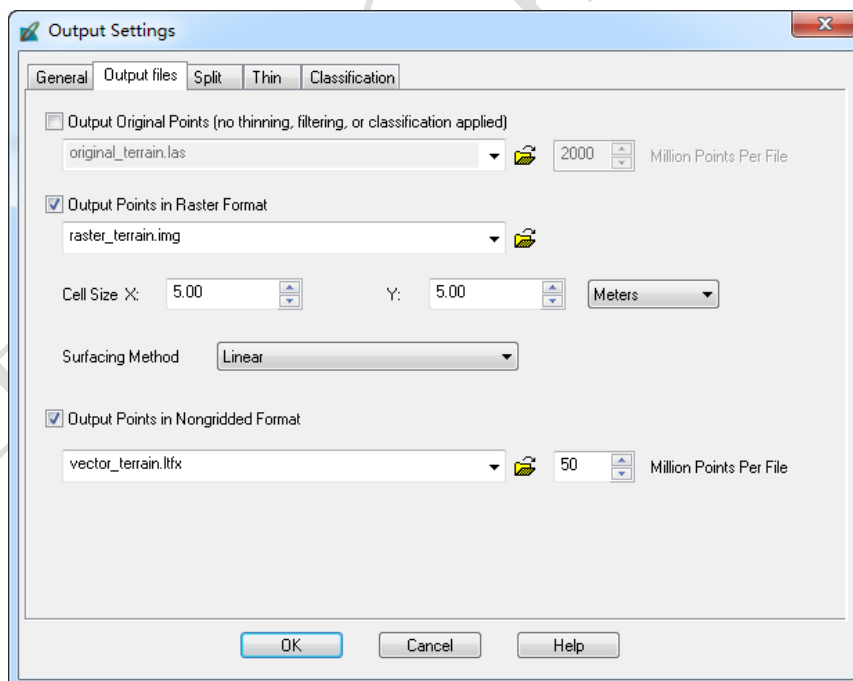 Output Settings
General Output files Split Thin Classification
Output Original Points (no thinning, filtering, or classification applied)
original_terrain.las 2000 Million Points Per File
Output Points in Raster Format
raster_terrain.img
Cell Size X: 5.00 Y: 5.00 Meters
Surfacing Method Linear
Output Points in Nongridded Format
vector_terrain.ltfx 50 Million Points Per File
OK Cancel Help